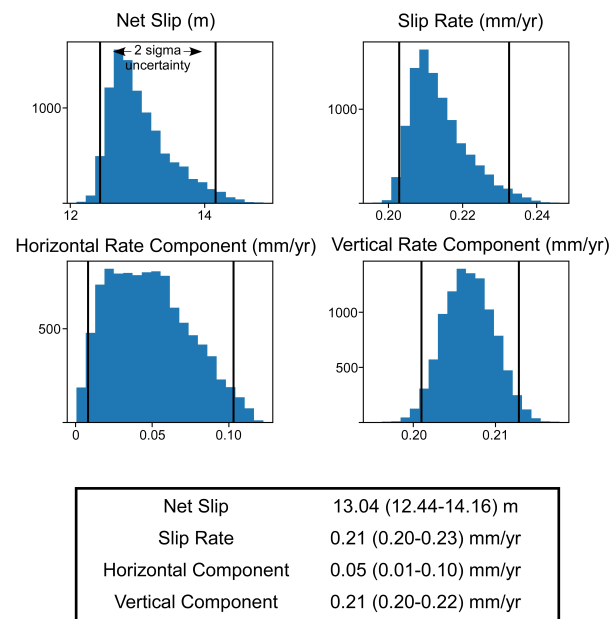 Net Slip (m)
Slip Rate (mm/yr)
2 sigma
uncertainty
1000
12
14
1000
0.20
0.22
0.24
Horizontal Rate Component (mm/yr)
Vertical Rate Component (mm/yr)
500
0
0.05
0.10
1000
500
0.20
0.21
Net Slip 13.04 (12.44-14.16) m
Slip Rate 0.21 (0.20-0.23) mm/yr
Horizontal Component 0.05 (0.01-0.10) mm/yr
Vertical Component 0.21 (0.20-0.22) mm/yr